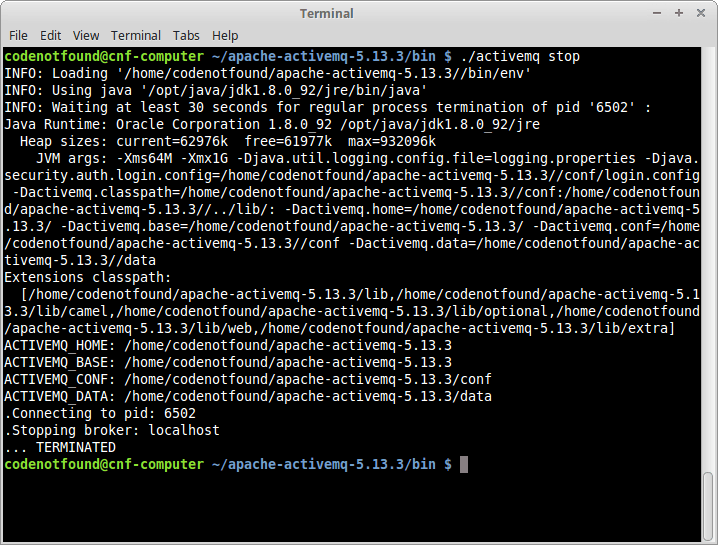 Terminal
File Edit View Terminal Tabs Help
codenotfound@cnf-computer ~/apache-activemq-5.13.3/bin $ ./activemq stop
INFO: Loading '/home/codenotfound/apache-activemq-5.13.3//bin/env'
INFO: Using java '/opt/java/jdk1.8.0_92/jre/bin/java'
INFO: Waiting at least 30 seconds for regular process termination of pid '6502' :
Java Runtime: Oracle Corporation 1.8.0_92 /opt/java/jdk1.8.0_92/jre
  Heap sizes: current=62976k  free=61977k  max=932096k
    JVM args: -Xms64M -Xmx1G -Djava.util.logging.config.file=logging.properties -Djava.
security.auth.login.config=/home/codenotfound/apache-activemq-5.13.3//conf/login.config
 -Dactivemq.classpath=/home/codenotfound/apache-activemq-5.13.3//conf:/home/codenotfoun
d/apache-activemq-5.13.3//../lib/: -Dactivemq.home=/home/codenotfound/apache-activemq-5
.13.3/ -Dactivemq.base=/home/codenotfound/apache-activemq-5.13.3/ -Dactivemq.conf=/home
/codenotfound/apache-activemq-5.13.3//conf -Dactivemq.data=/home/codenotfound/apache-ac
tivemq-5.13.3//data
Extensions classpath:
  [/home/codenotfound/apache-activemq-5.13.3/lib,/home/codenotfound/apache-activemq-5.1
3.3/lib/camel,/home/codenotfound/apache-activemq-5.13.3/lib/optional,/home/codenotfound
/apache-activemq-5.13.3/lib/web,/home/codenotfound/apache-activemq-5.13.3/lib/extra]
ACTIVEMQ_HOME: /home/codenotfound/apache-activemq-5.13.3
ACTIVEMQ_BASE: /home/codenotfound/apache-activemq-5.13.3
ACTIVEMQ_CONF: /home/codenotfound/apache-activemq-5.13.3/conf
ACTIVEMQ_DATA: /home/codenotfound/apache-activemq-5.13.3/data
.Connecting to pid: 6502
.Stopping broker: localhost
... TERMINATED
codenotfound@cnf-computer ~/apache-activemq-5.13.3/bin $